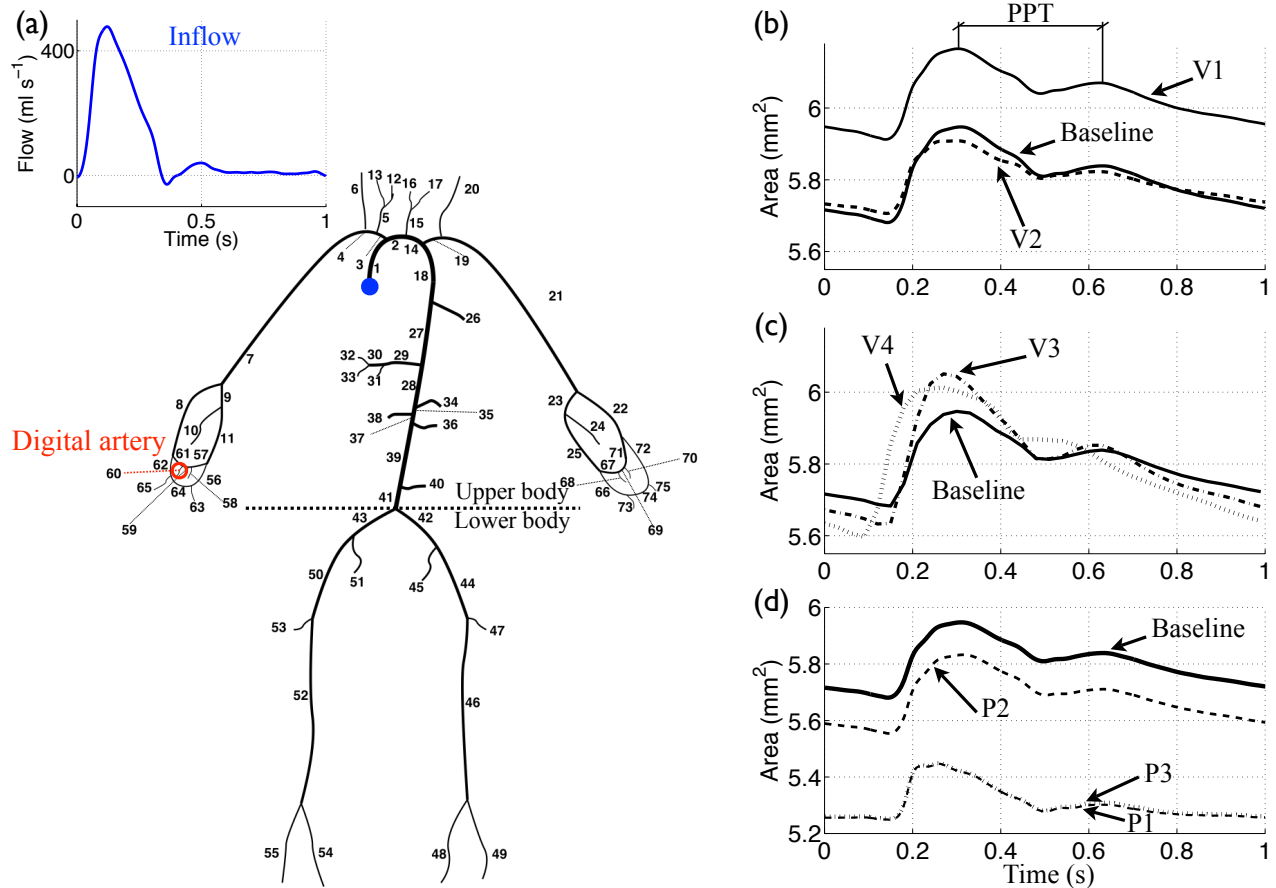 (a)
Inflow
400
0
Flow (ml s⁻¹)
0 0.5 1
Time (s)
13 12 16 17 20
6
5 15
4 3 2 14 19
1 18
26 21
27
7 32 30 29
33 31 28
9 34
8 38 35 23 22
10 36 24
11 37 72
Digital artery 61 57 39 25 71
60 62 67 70
65 56 40 68 75
64 58 41 Upper body 66 74
59 63 73 69
43 42 Lower body
50 51 45 44
53 47
52 46
55 54 48 49
(b)
PPT
V1
Baseline
V2
6
5.8
5.6
Area (mm²)
0 0.2 0.4 0.6 0.8 1
(c)
V4 V3
Baseline
6
5.8
5.6
Area (mm²)
0 0.2 0.4 0.6 0.8 1
(d)
Baseline
P2
P3
P1
6
5.8
5.6
5.4
5.2
Area (mm²)
0 0.2 0.4 0.6 0.8 1
Time (s)